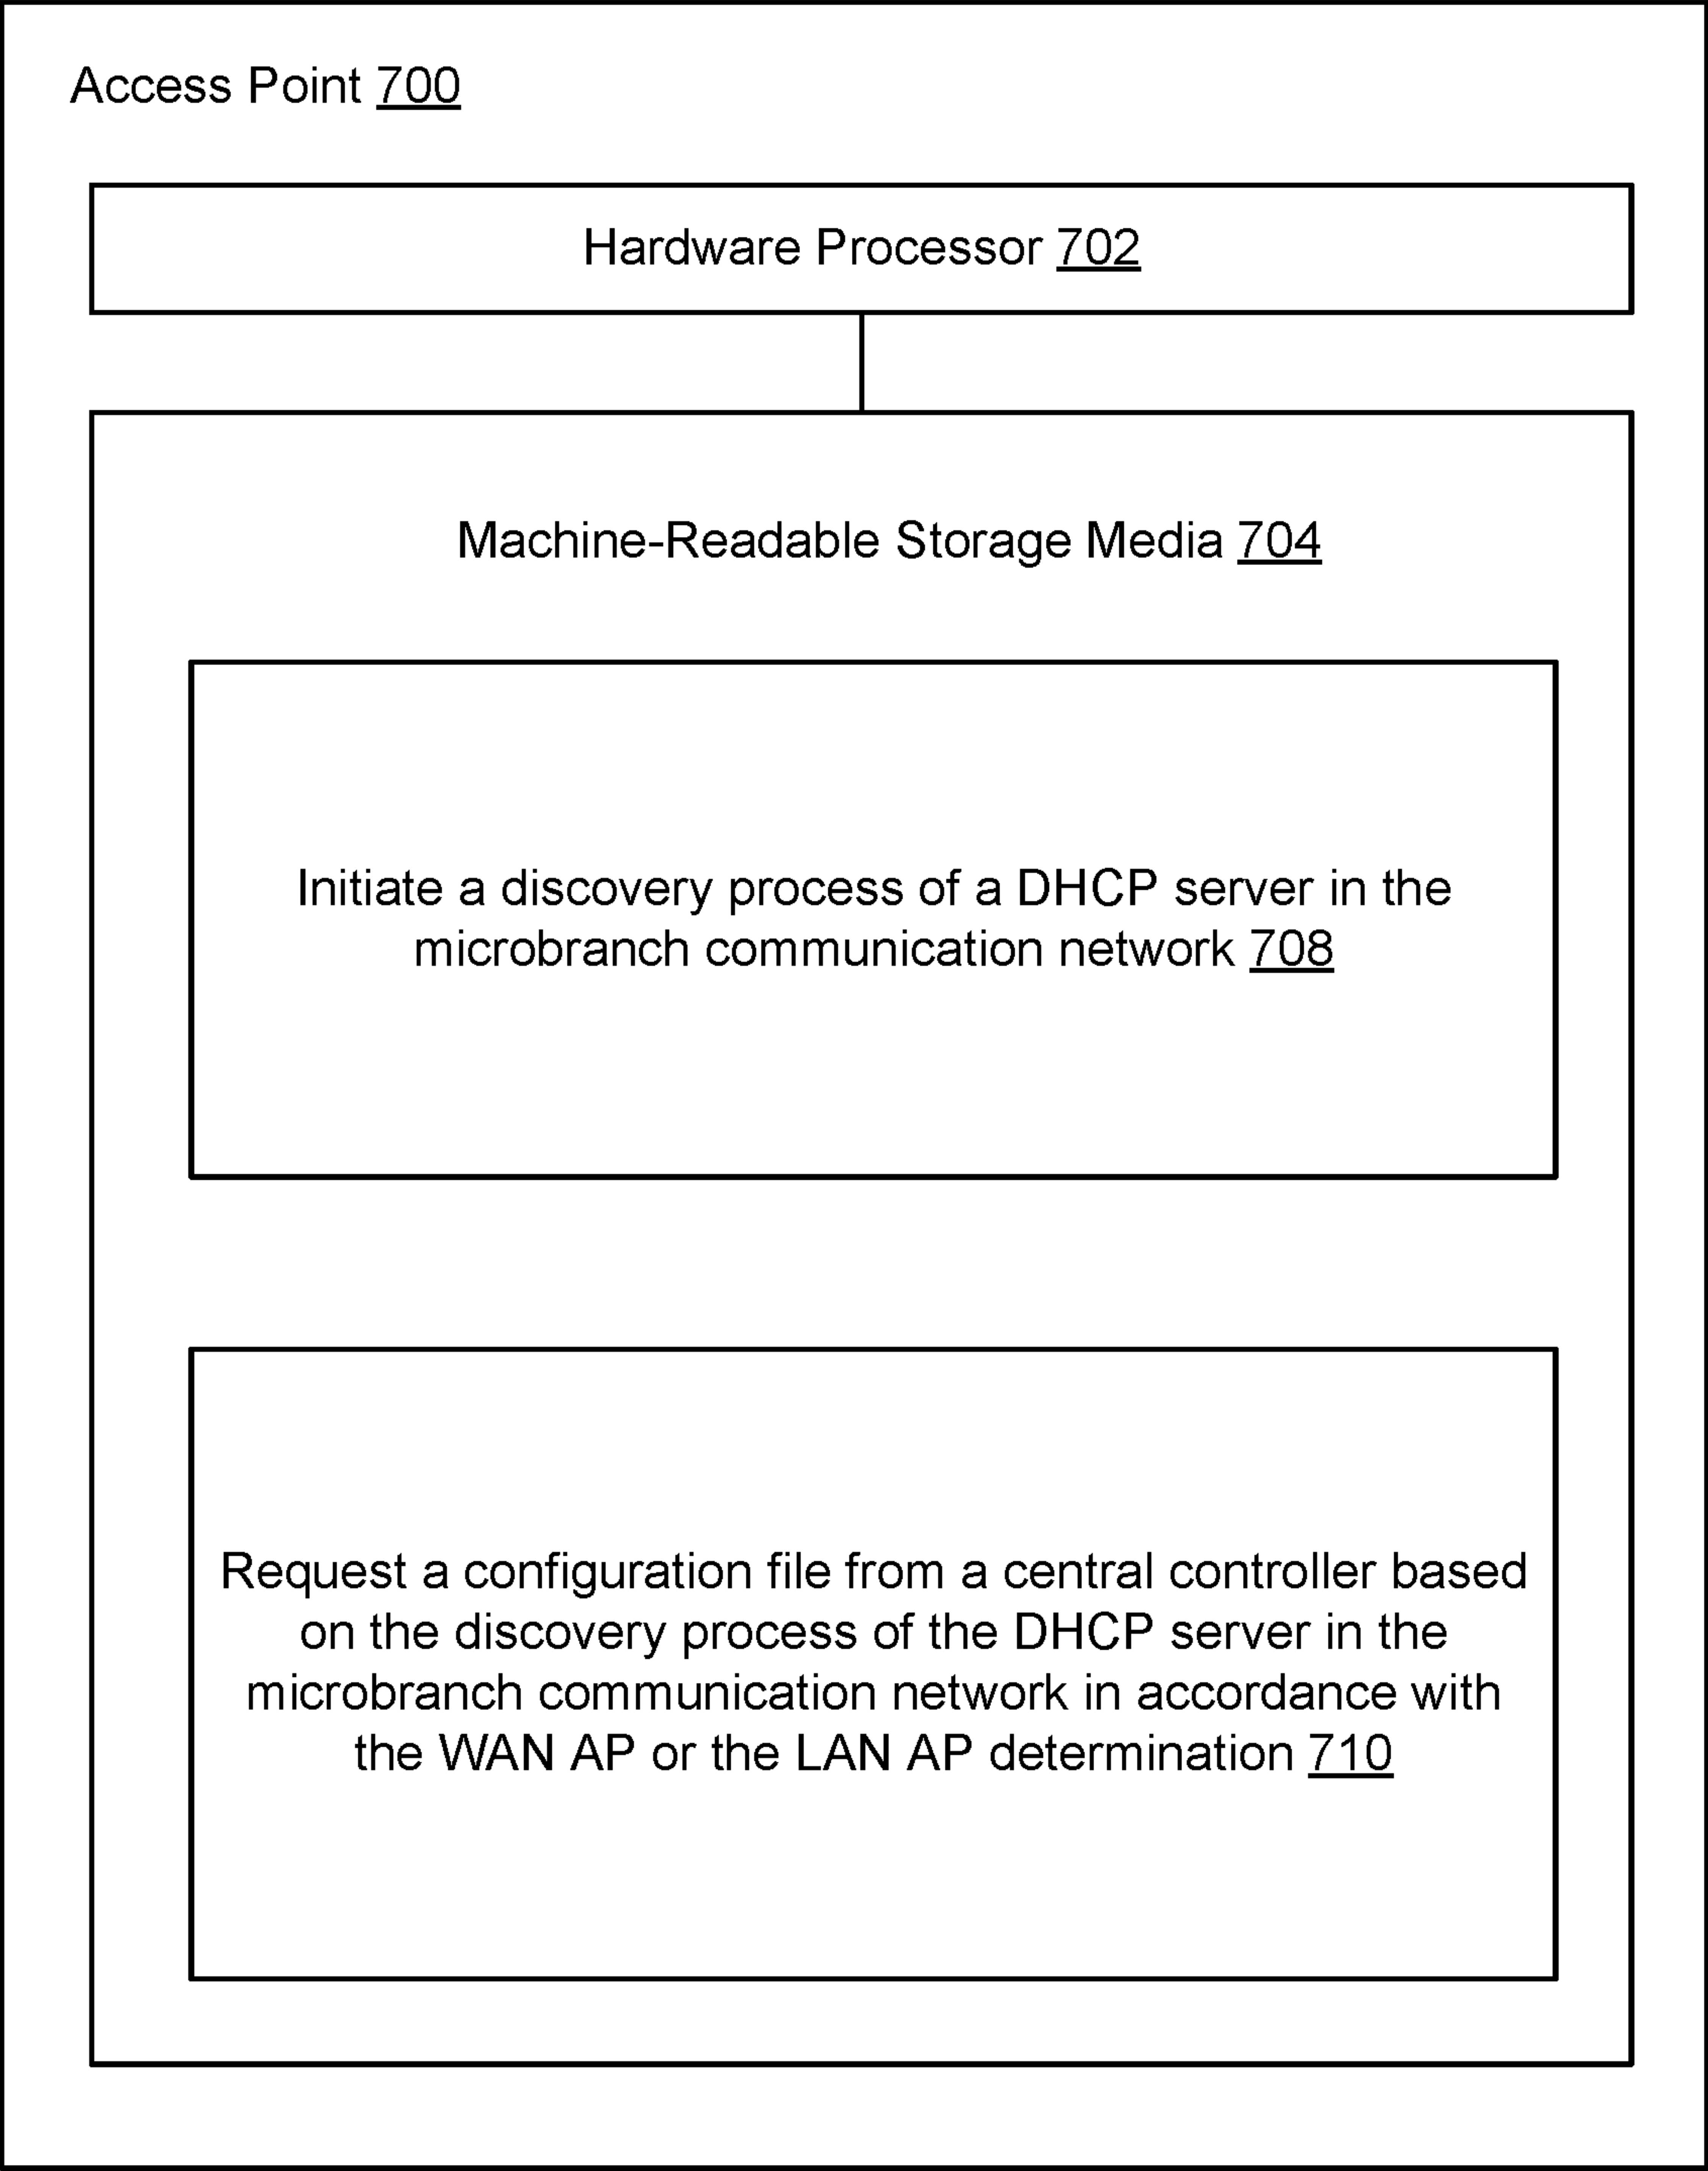 Access Point 700
Hardware Processor 702
Machine-Readable Storage Media 704
Initiate a discovery process of a DHCP server in the
microbranch communication network 708
Request a configuration file from a central controller based
on the discovery process of the DHCP server in the
microbranch communication network in accordance with
the WAN AP or the LAN AP determination 710